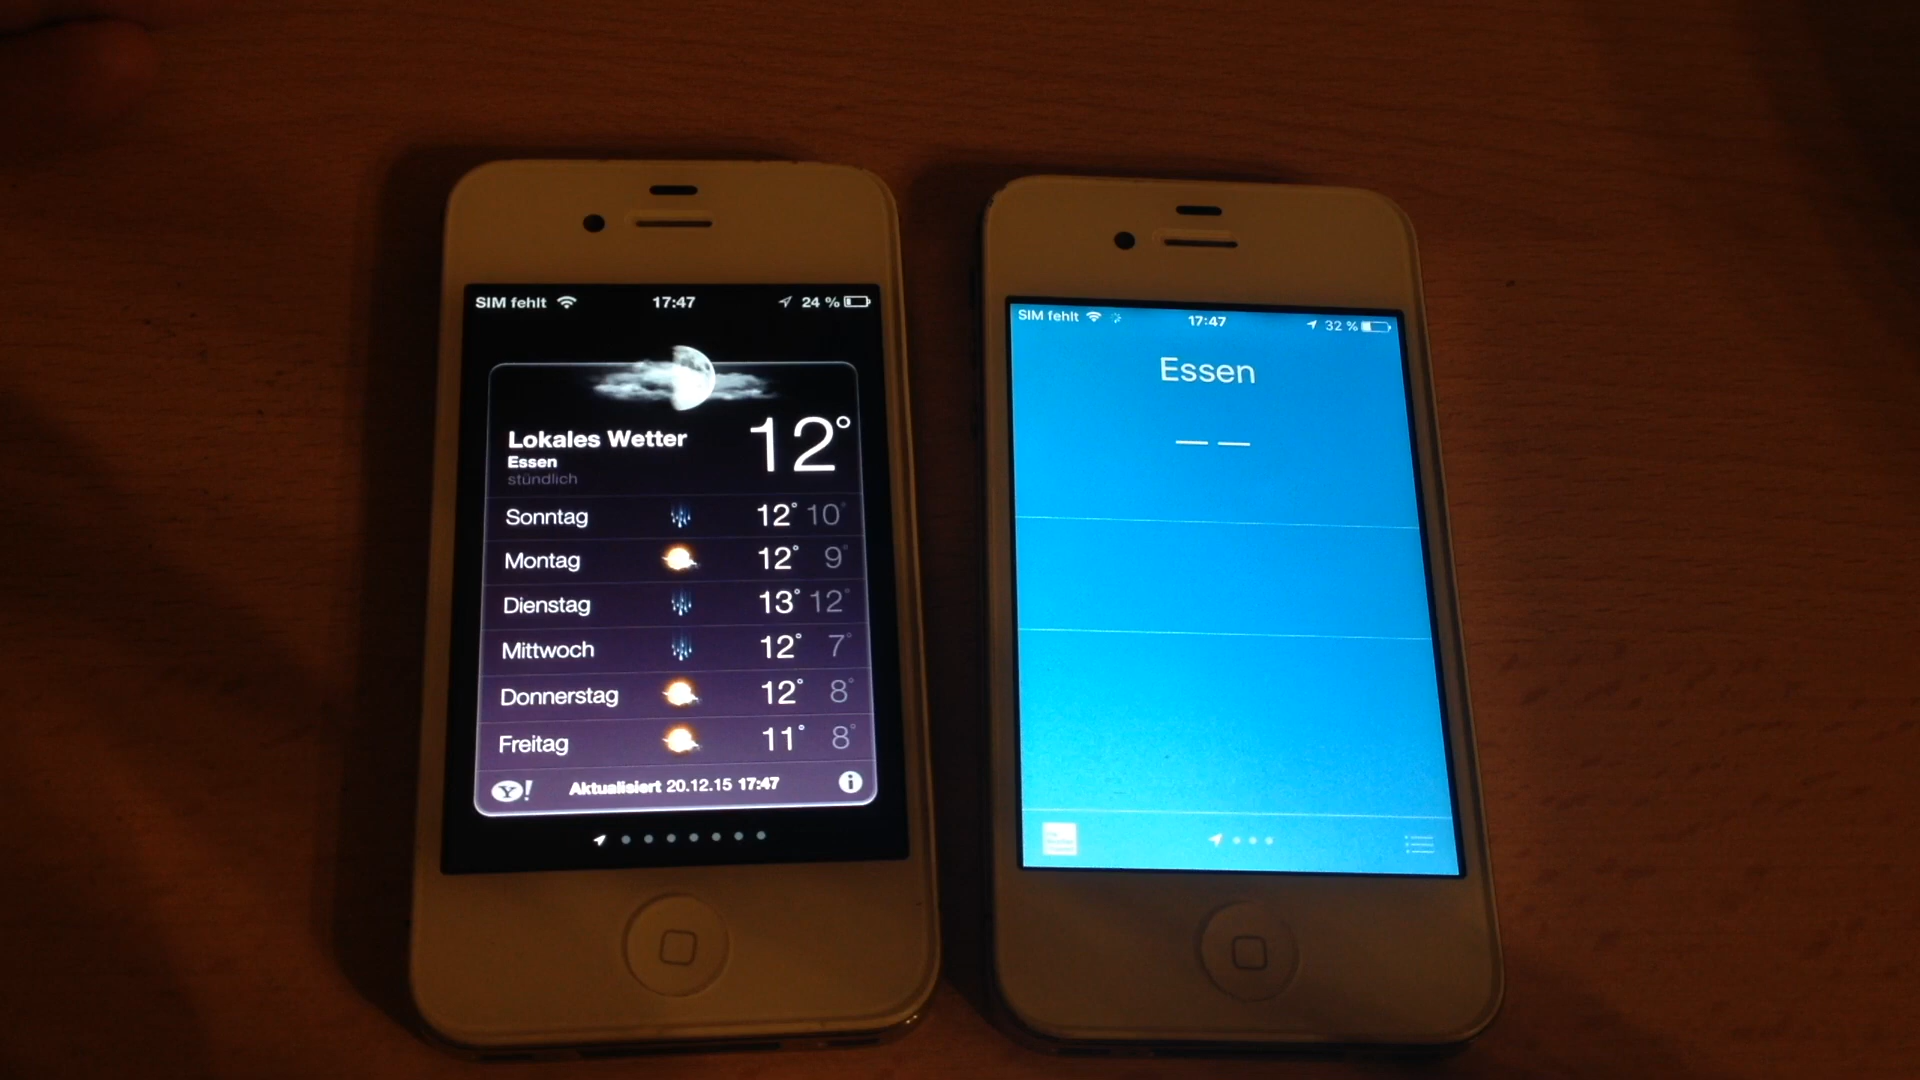 SIM fehlt 17:47 24 %
12°
Lokales Wetter
Essen
stündlich
Sonntag 12° 10°
Montag 12° 9°
Dienstag 13° 12°
Mittwoch 12° 7°
Donnerstag 12° 8°
Freitag 11° 8°
Y! Aktualisiert 20.12.15 17:47 i
SIM fehlt 17:47 32 %
Essen
— —